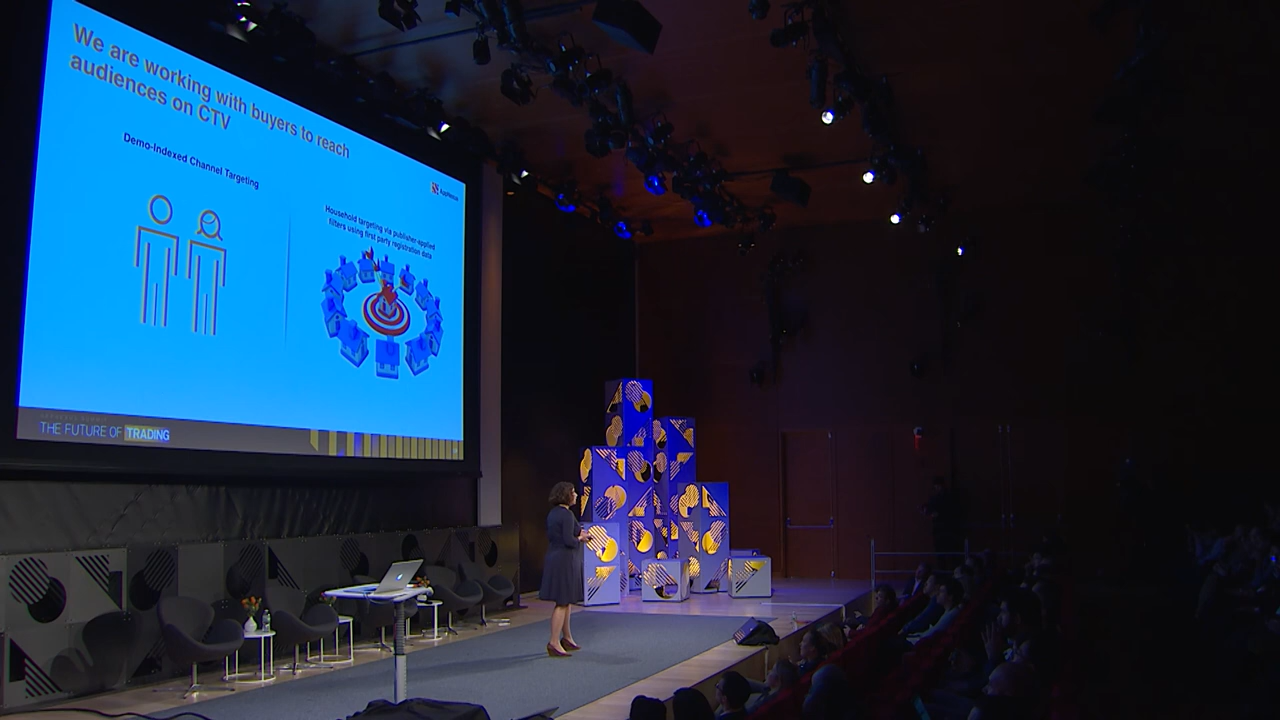 We are working with buyers to reach
audiences on CTV
Demo-Indexed Channel Targeting
AppNexus
Household targeting via publisher-applied
filters using first party registration data
THE FUTURE OF TRADING